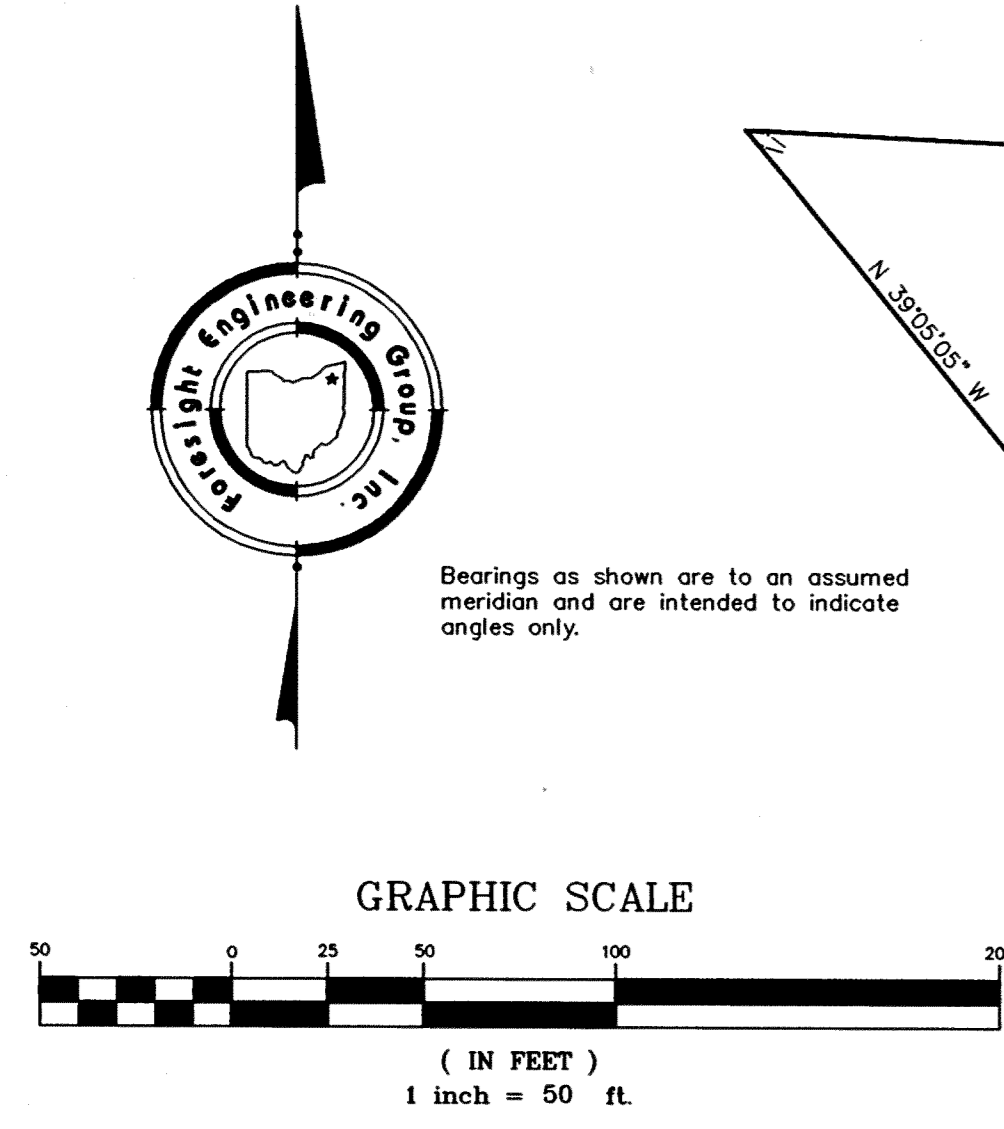 Foresight Engineering Group, Inc.
N 39°05'05" W
Bearings as shown are to an assumed
meridian and are intended to indicate
angles only.
GRAPHIC SCALE
50 0 25 50 100 20
( IN FEET )
1 inch = 50 ft.